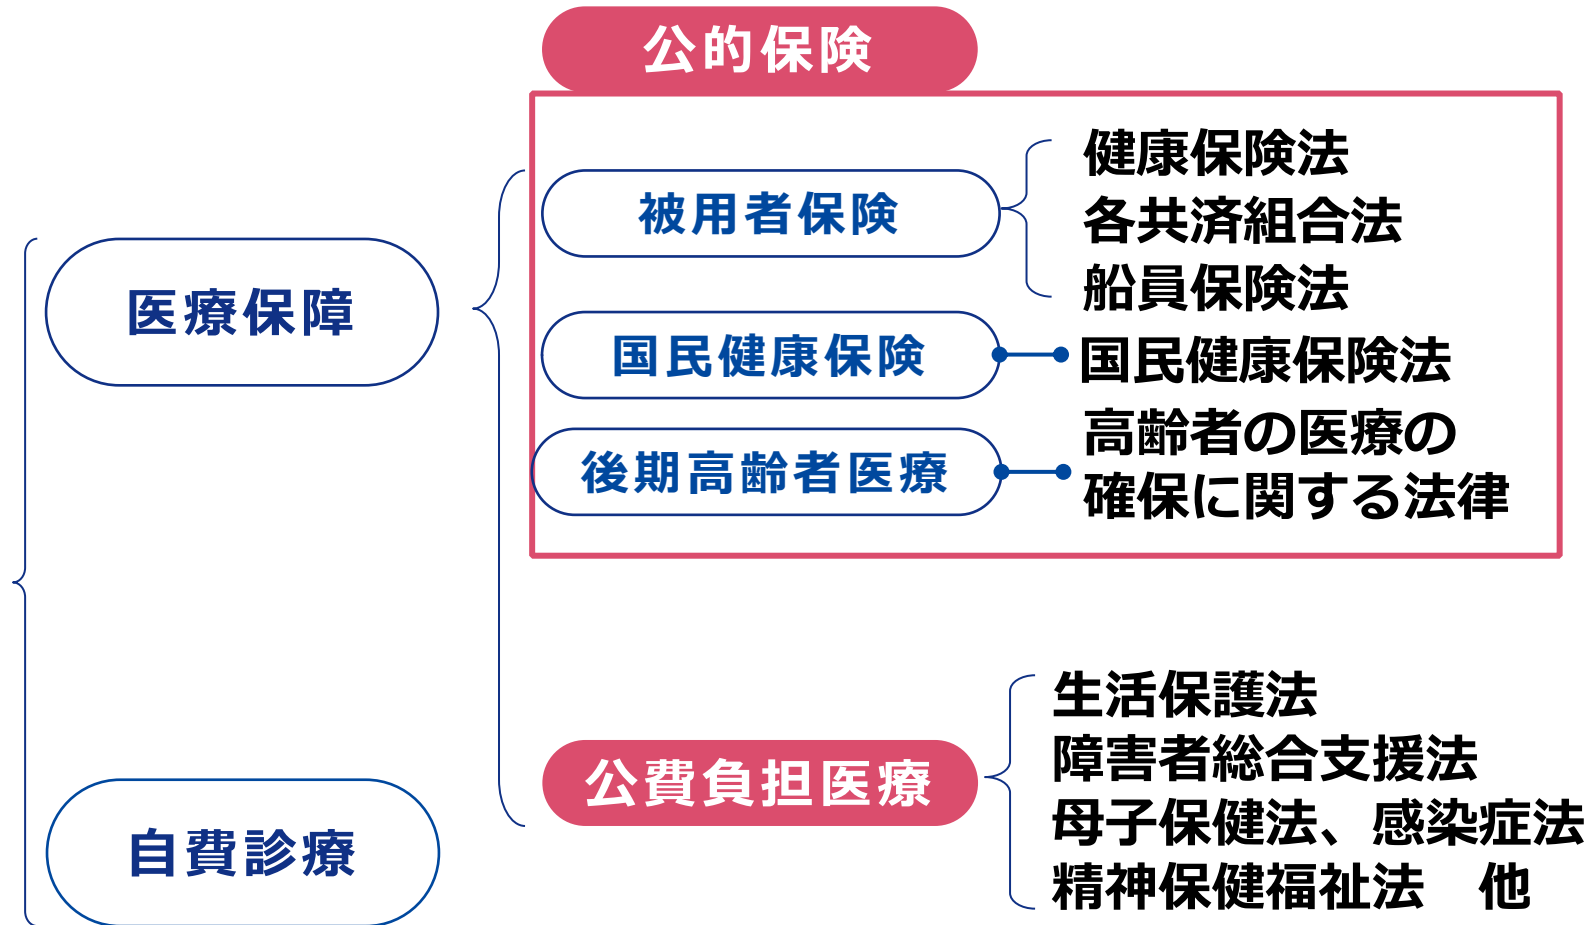 公的保険
被用者保険
健康保険法
各共済組合法
船員保険法
医療保障
国民健康保険
国民健康保険法
後期高齢者医療
高齢者の医療の
確保に関する法律
公費負担医療
生活保護法
障害者総合支援法
母子保健法、感染症法
精神保健福祉法　他
自費診療